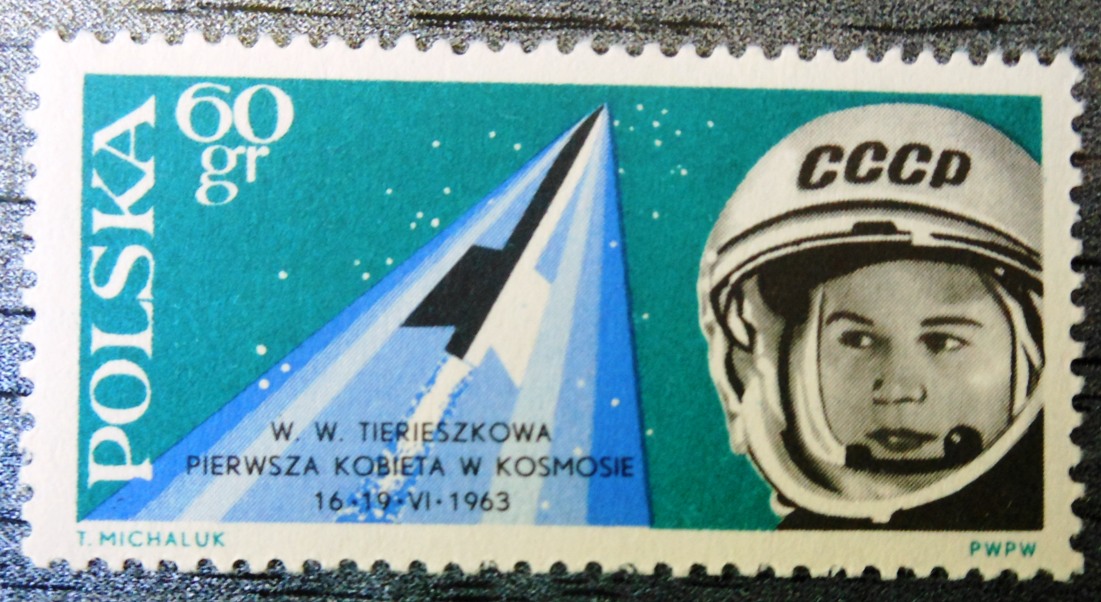 POLSKA
60
gr
CCCP
W. W. TIERIESZKOWA
PIERWSZA KOBIETA W KOSMOSIE
16·19·VI·1963
T. MICHALUK
PWPW